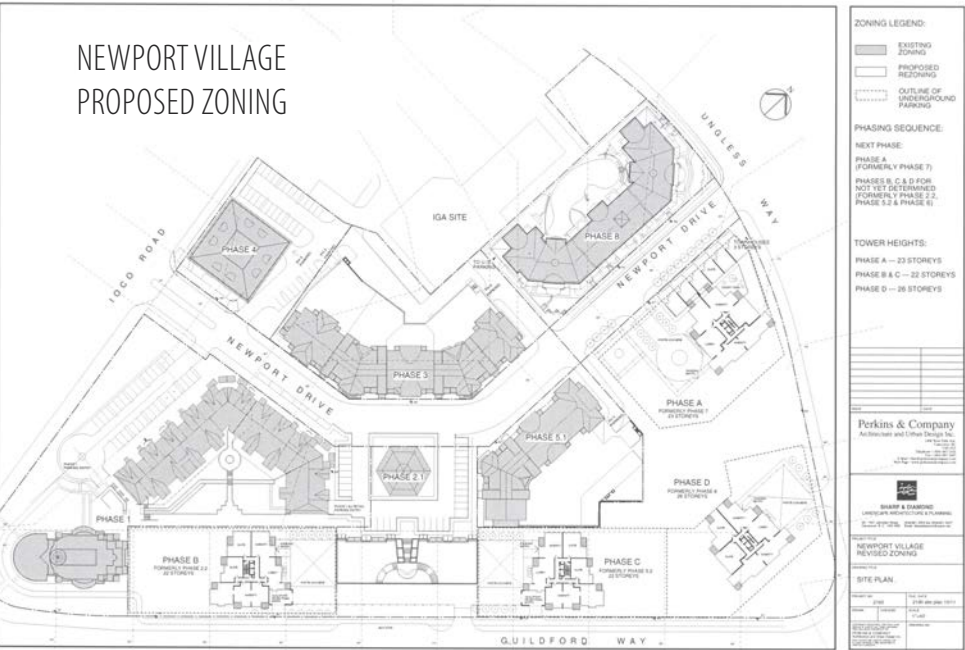 NEWPORT VILLAGE
PROPOSED ZONING
IOCO ROAD
UNGLESS WAY
N
IGA SITE
PHASE 4
PHASE 8
NEWPORT DRIVE
TOWNHOUSES
3 STOREYS
NEWPORT DRIVE
PHASE 3
PHASE A
FORMERLY PHASE 7
23 STOREYS
PHASE 5.1
PHASE 2.1
PHASE D
FORMERLY PHASE 6
26 STOREYS
PHASE 1
PHASE B
FORMERLY PHASE 2.2
22 STOREYS
PHASE C
FORMERLY PHASE 5.2
22 STOREYS
GUILDFORD WAY
ZONING LEGEND:
EXISTING
ZONING
PROPOSED
REZONING
OUTLINE OF
UNDERGROUND
PARKING
PHASING SEQUENCE:
NEXT PHASE:
PHASE A
(FORMERLY PHASE 7)
PHASES B, C & D FOR
NOT YET DETERMINED
(FORMERLY PHASE 2.2,
PHASE 5.2 & PHASE 6)
TOWER HEIGHTS:
PHASE A — 23 STOREYS
PHASE B & C — 22 STOREYS
PHASE D — 26 STOREYS
Perkins & Company
Architecture and Urban Design Inc.
SHARP & DIAMOND
LANDSCAPE ARCHITECTURE & PLANNING
NEWPORT VILLAGE
REVISED ZONING
SITE PLAN